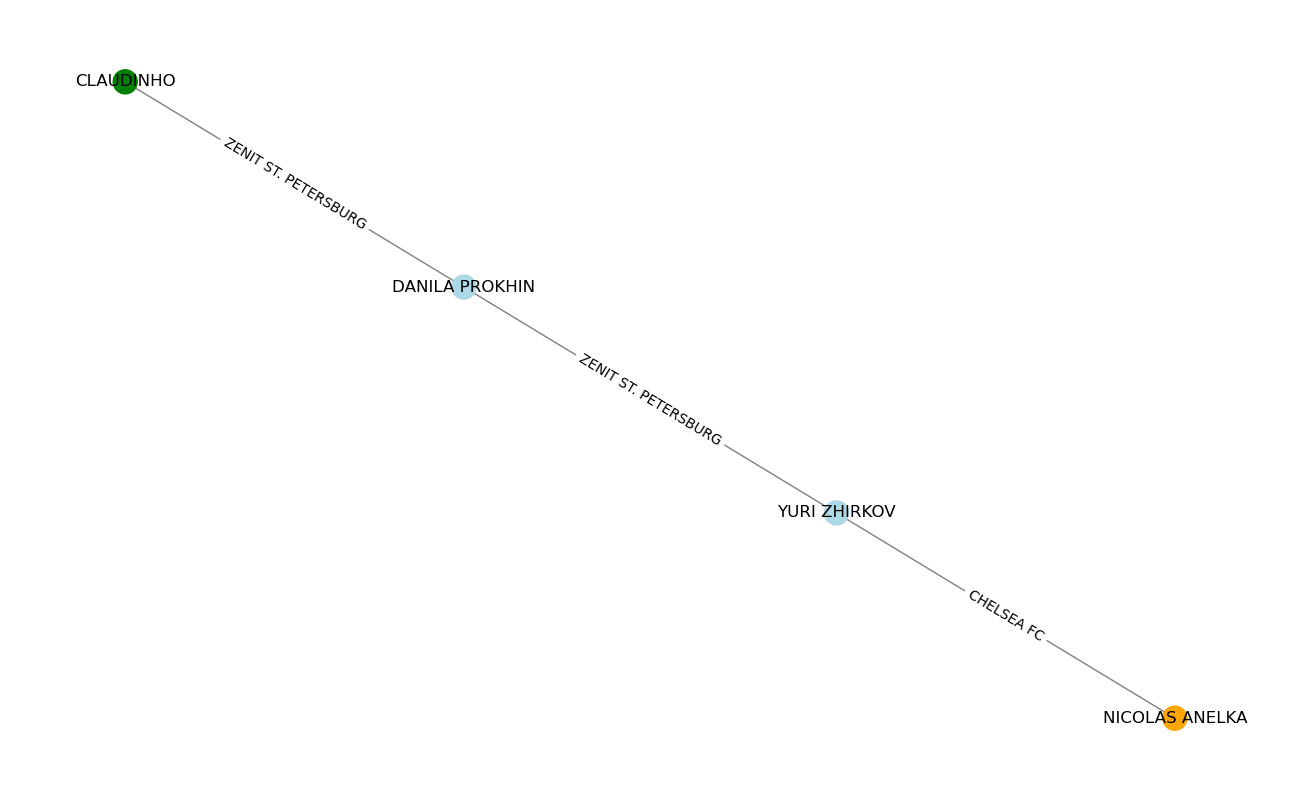 CLAUDINHO
ZENIT ST. PETERSBURG
DANILA PROKHIN
ZENIT ST. PETERSBURG
YURI ZHIRKOV
CHELSEA FC
NICOLAS ANELKA